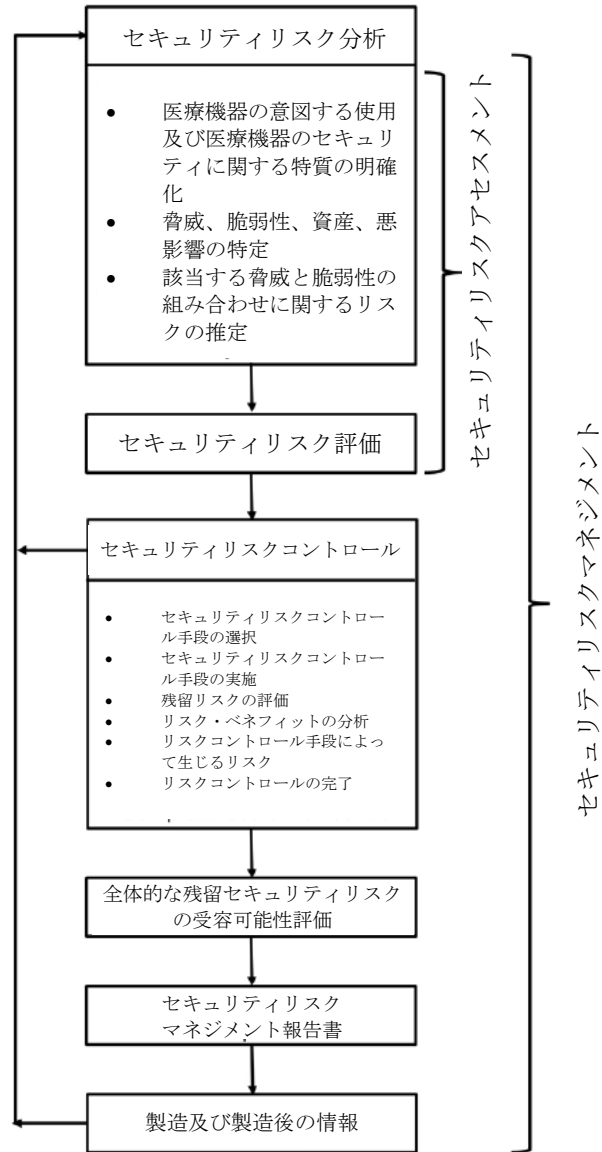 セキュリティリスク分析
• 医療機器の意図する使用
及び医療機器のセキュリ
ティに関する特質の明確
化
• 脅威、脆弱性、資産、悪
影響の特定
• 該当する脅威と脆弱性の
組み合わせに関するリス
クの推定
セキュリティリスク評価
セキュリティリスクアセスメント
セキュリティリスクコントロール
• セキュリティリスクコントロー
ル手段の選択
• セキュリティリスクコントロー
ル手段の実施
• 残留リスクの評価
• リスク・ベネフィットの分析
• リスクコントロール手段によっ
て生じるリスク
• リスクコントロールの完了
全体的な残留セキュリティリスク
の受容可能性評価
セキュリティリスク
マネジメント報告書
製造及び製造後の情報
セキュリティリスクマネジメント